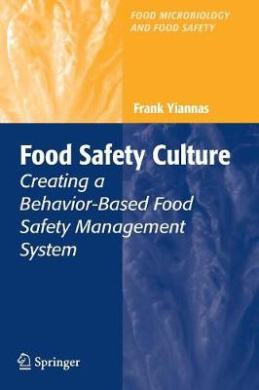 FOOD MICROBIOLOGY
AND FOOD SAFETY
Frank Yiannas
Food Safety Culture
Creating a
Behavior-Based Food
Safety Management
System
Springer